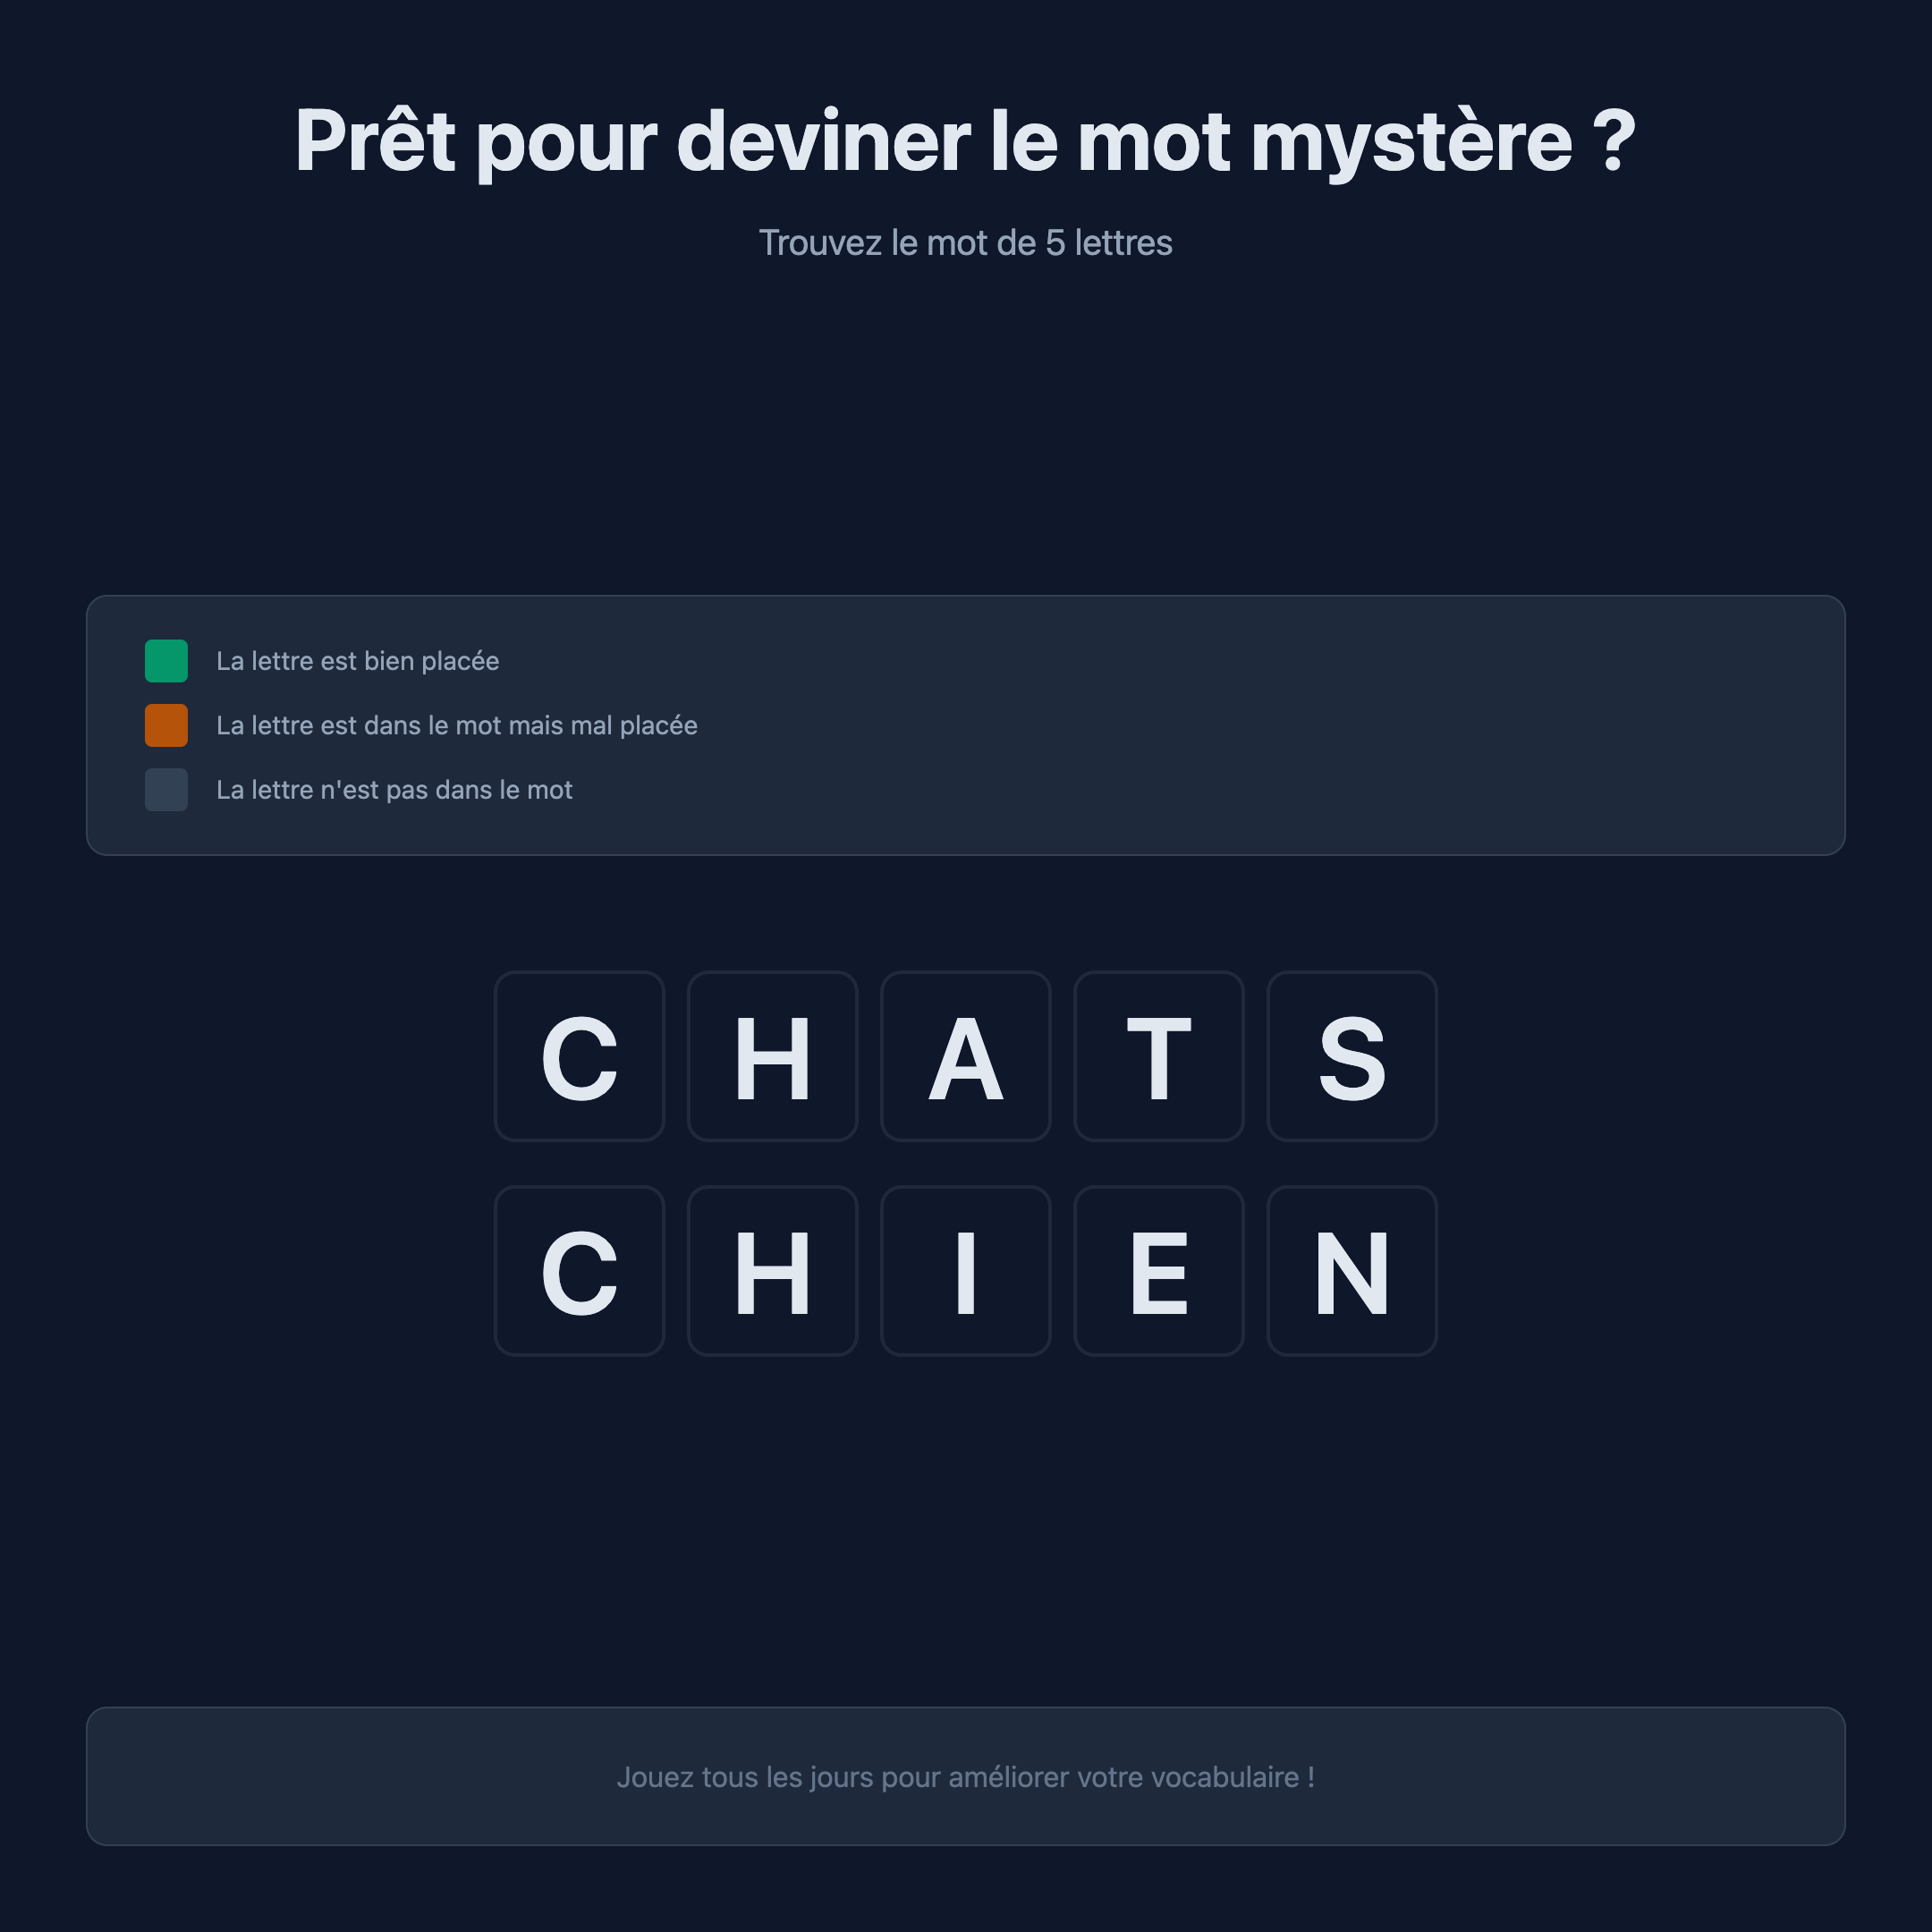 Prêt pour deviner le mot mystère ?
Trouvez le mot de 5 lettres
La lettre est bien placée
La lettre est dans le mot mais mal placée
La lettre n'est pas dans le mot
CHATS
CHIEN
Jouez tous les jours pour améliorer votre vocabulaire !